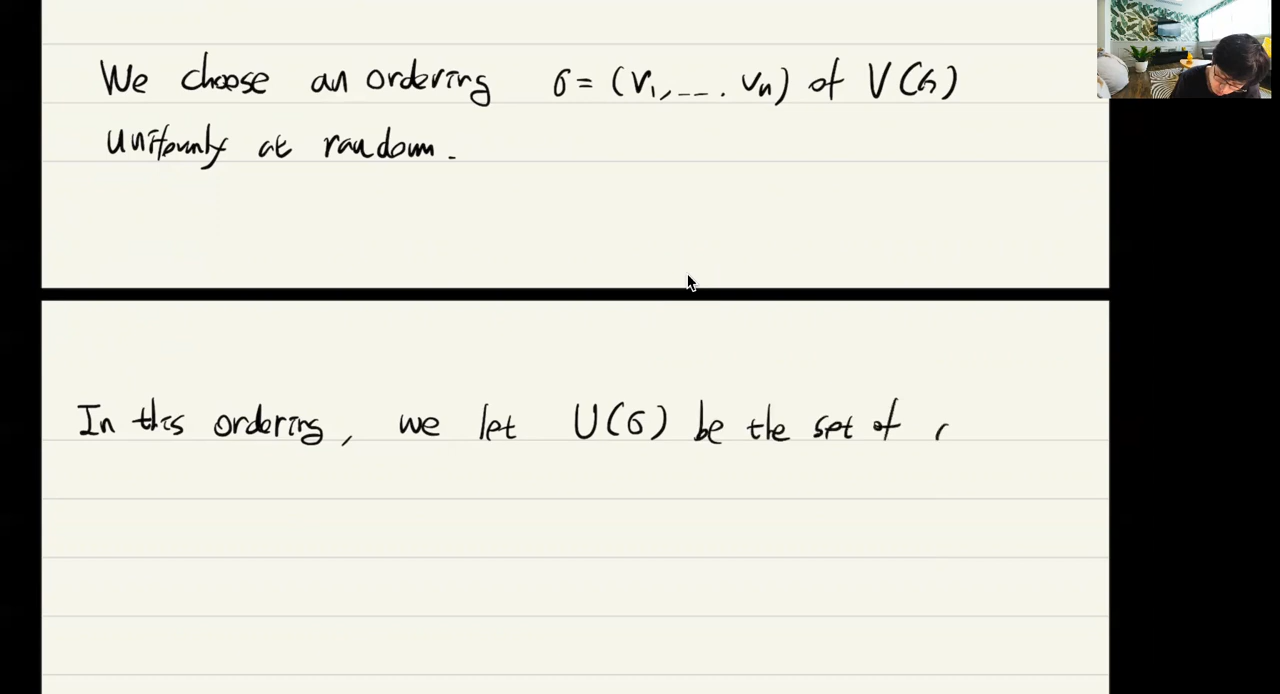 We choose an ordering σ = (v₁, ... vₙ) of V(G)
uniformly at random.
In this ordering, we let U(σ) be the set of